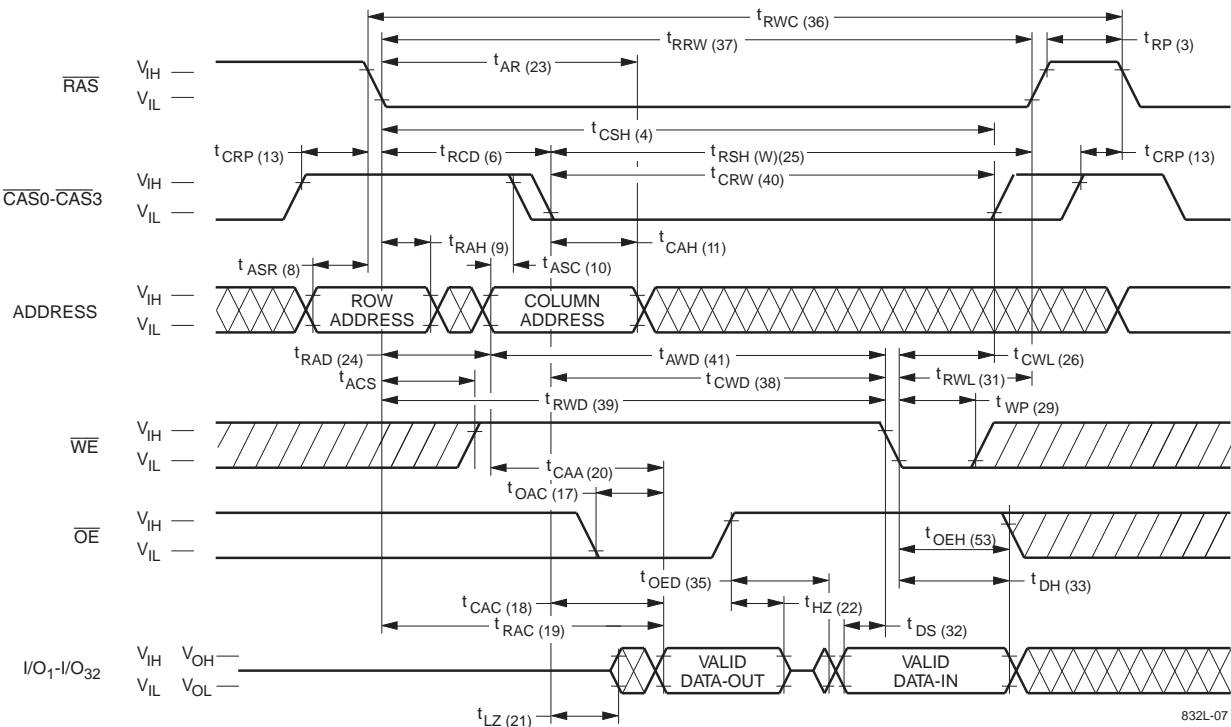 tRWC (36)
tRRW (37)
tRP (3)
tAR (23)
RAS
VIH
VIL
tCSH (4)
tCRP (13)
tRCD (6)
tRSH (W)(25)
tCRP (13)
tCRW (40)
CAS0-CAS3
VIH
VIL
tRAH (9)
tCAH (11)
tASR (8)
tASC (10)
ADDRESS
VIH
VIL
ROW
ADDRESS
COLUMN
ADDRESS
tRAD (24)
tAWD (41)
tCWL (26)
tACS
tCWD (38)
tRWL (31)
tRWD (39)
tWP (29)
WE
VIH
VIL
tCAA (20)
tOAC (17)
OE
VIH
VIL
tOEH (53)
tOED (35)
tDH (33)
tCAC (18)
tHZ (22)
tRAC (19)
tDS (32)
I/O1-I/O32
VIH VOH
VIL VOL
VALID
DATA-OUT
VALID
DATA-IN
tLZ (21)
832L-07